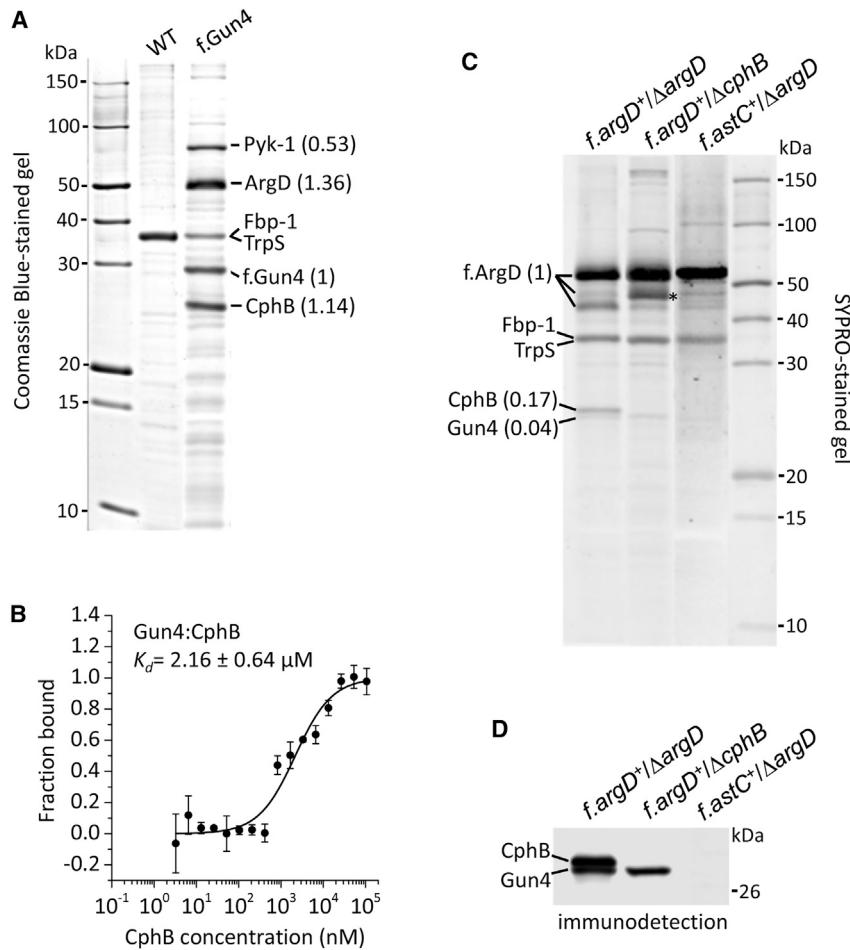 A
kDa
WT
f.Gun4
150-
100-
50-
40-
30-
20-
15-
10-
Coomassie Blue-stained gel
Pyk-1 (0.53)
ArgD (1.36)
Fbp-1
TrpS
f.Gun4 (1)
CphB (1.14)
B
Gun4:CphB
Kd= 2.16 ± 0.64 µM
1.4
1.2
1.0
0.8
0.6
0.4
0.2
0.0
-0.2
Fraction bound
10-1 100 101 102 103 104 105
CphB concentration (nM)
C
f.argD+/ΔargD
f.argD+/ΔcphB
f.astC+/ΔargD
kDa
-150
-100
-50
-40
-30
-20
-15
-10
f.ArgD (1)
*
Fbp-1
TrpS
CphB (0.17)
Gun4 (0.04)
SYPRO-stained gel
D
f.argD+/ΔargD
f.argD+/ΔcphB
f.astC+/ΔargD
kDa
CphB
Gun4
-26
immunodetection